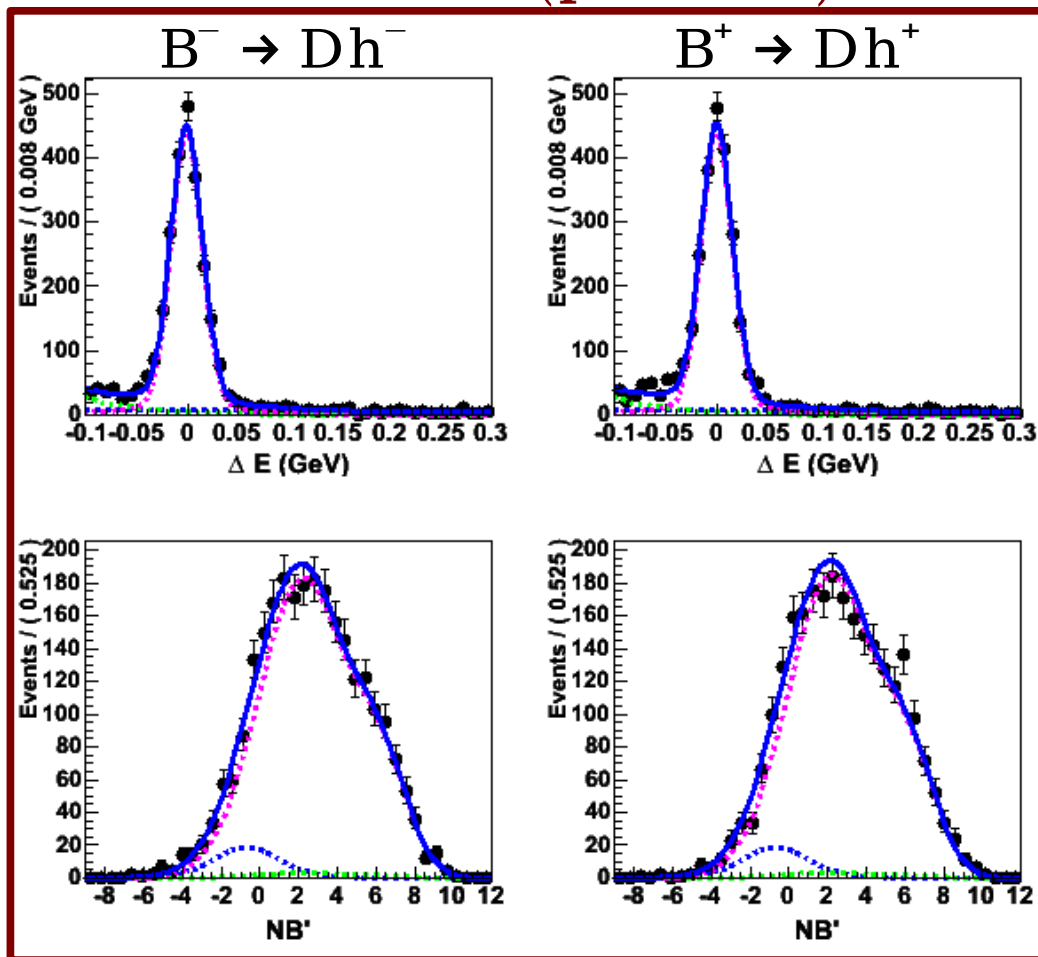 B⁻ → Dh⁻
B⁺ → Dh⁺
Events / ( 0.008 GeV )
500
400
300
200
100
0
-0.1 -0.05 0 0.05 0.1 0.15 0.2 0.25 0.3
Δ E (GeV)
Events / ( 0.008 GeV )
500
400
300
200
100
0
-0.1 -0.05 0 0.05 0.1 0.15 0.2 0.25 0.3
Δ E (GeV)
Events / ( 0.525 )
200
180
160
140
120
100
80
60
40
20
0
-8 -6 -4 -2 0 2 4 6 8 10 12
NB'
Events / ( 0.525 )
200
180
160
140
120
100
80
60
40
20
0
-8 -6 -4 -2 0 2 4 6 8 10 12
NB'